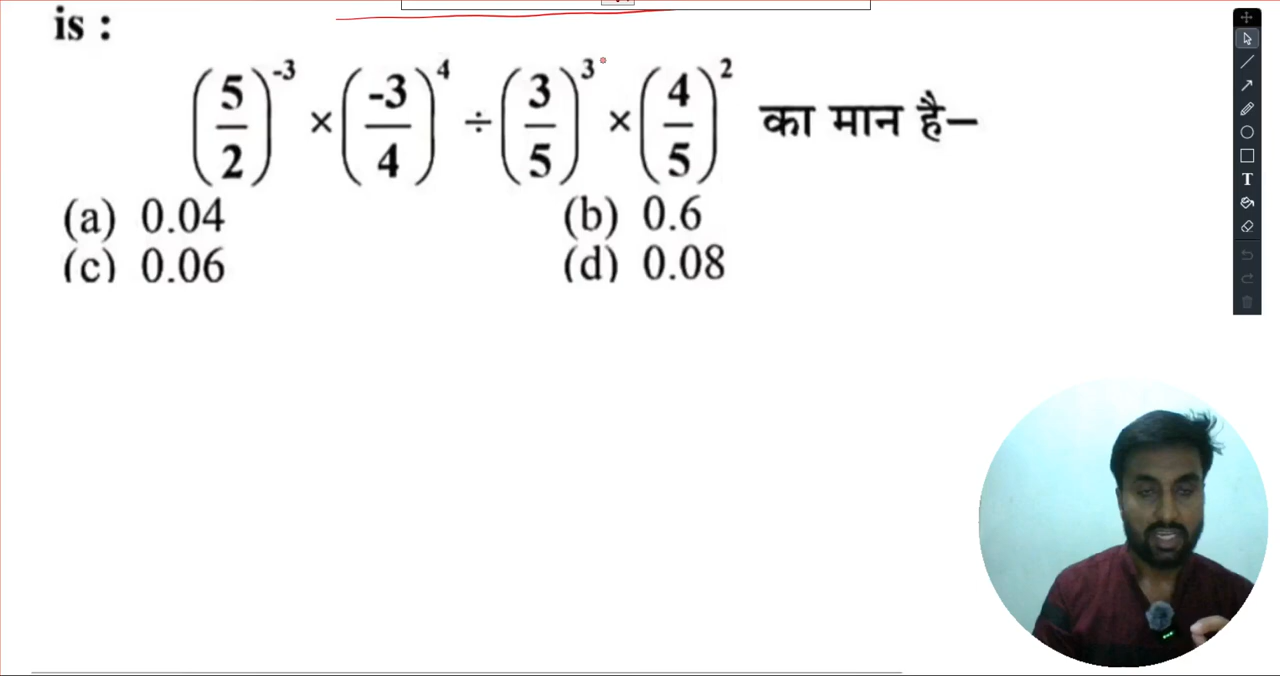 is :
(5/2)^-3 × (-3/4)^4 ÷ (3/5)^3 × (4/5)^2 का मान है–
(a) 0.04 (b) 0.6
(c) 0.06 (d) 0.08
T